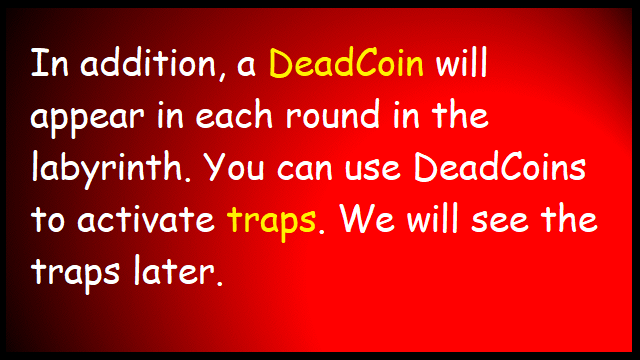 In addition, a DeadCoin will
appear in each round in the
labyrinth. You can use DeadCoins
to activate traps. We will see the
traps later.